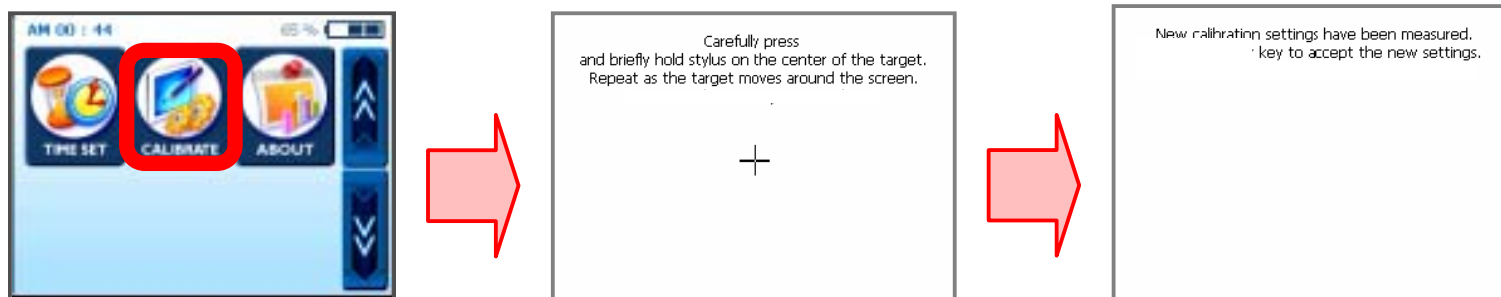 AM 00 : 44
65 %
TIME SET
CALIBRATE
ABOUT
Carefully press
and briefly hold stylus on the center of the target.
Repeat as the target moves around the screen.
New calibration settings have been measured.
key to accept the new settings.